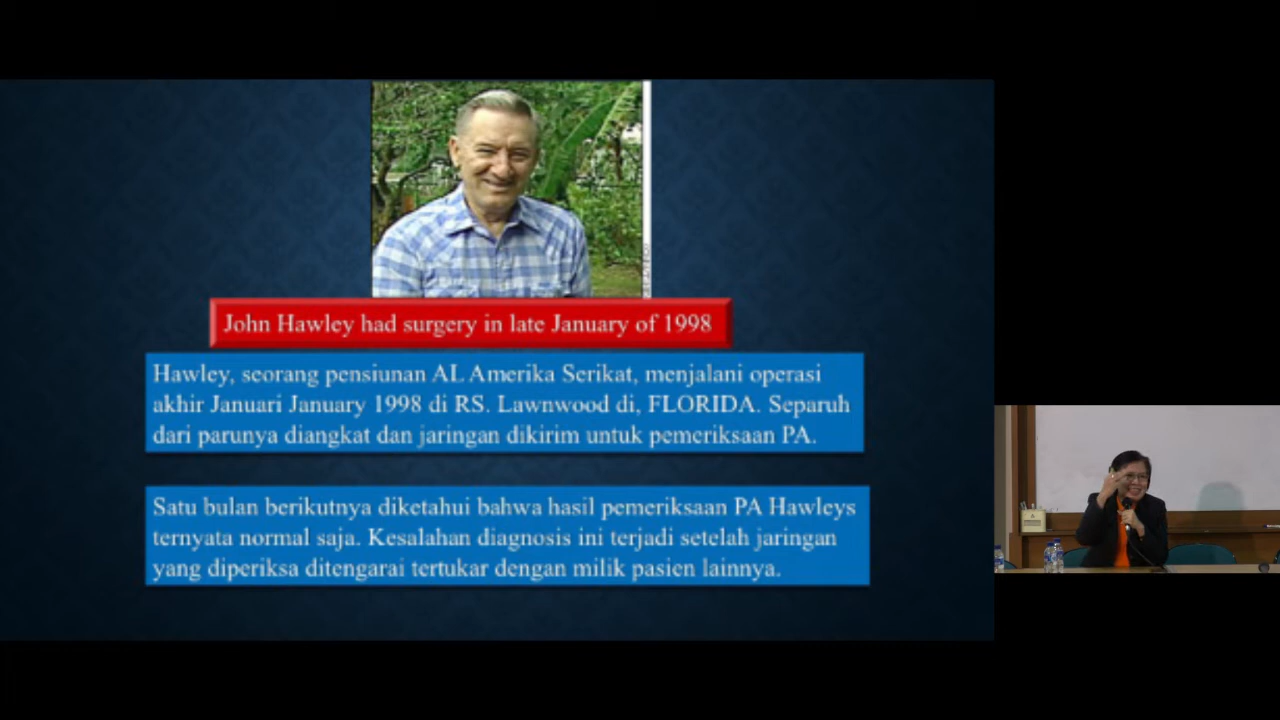 John Hawley had surgery in late January of 1998
Hawley, seorang pensiunan AL Amerika Serikat, menjalani operasi
akhir Januari January 1998 di RS. Lawnwood di, FLORIDA. Separuh
dari parunya diangkat dan jaringan dikirim untuk pemeriksaan PA.
Satu bulan berikutnya diketahui bahwa hasil pemeriksaan PA Hawleys
ternyata normal saja. Kesalahan diagnosis ini terjadi setelah jaringan
yang diperiksa ditengarai tertukar dengan milik pasien lainnya.